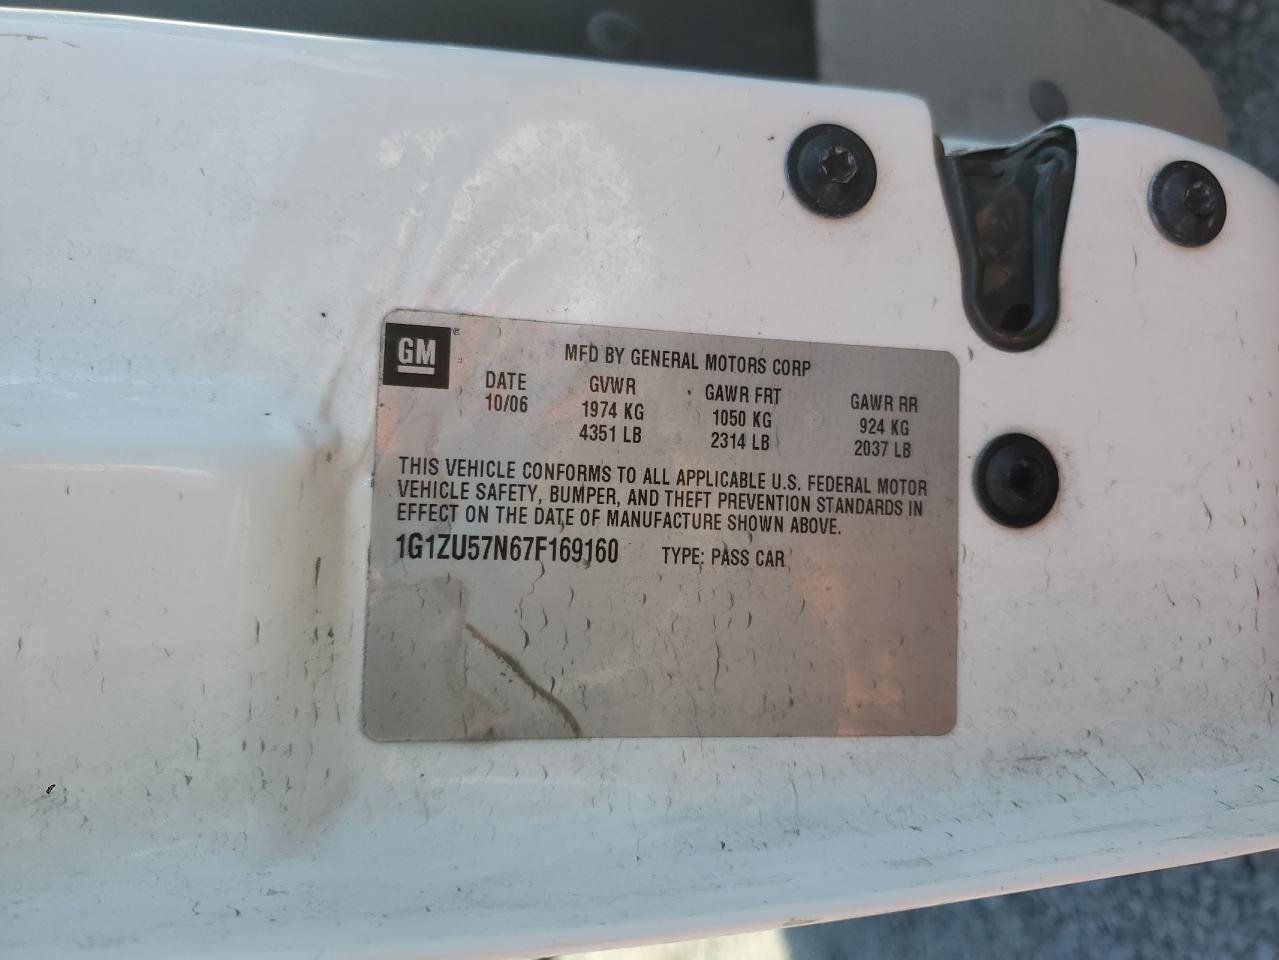 GM
MFD BY GENERAL MOTORS CORP
DATE GVWR GAWR FRT GAWR RR
10/06 1974 KG 1050 KG 924 KG
4351 LB 2314 LB 2037 LB
THIS VEHICLE CONFORMS TO ALL APPLICABLE U.S. FEDERAL MOTOR
VEHICLE SAFETY, BUMPER, AND THEFT PREVENTION STANDARDS IN
EFFECT ON THE DATE OF MANUFACTURE SHOWN ABOVE.
1G1ZU57N67F169160 TYPE: PASS CAR